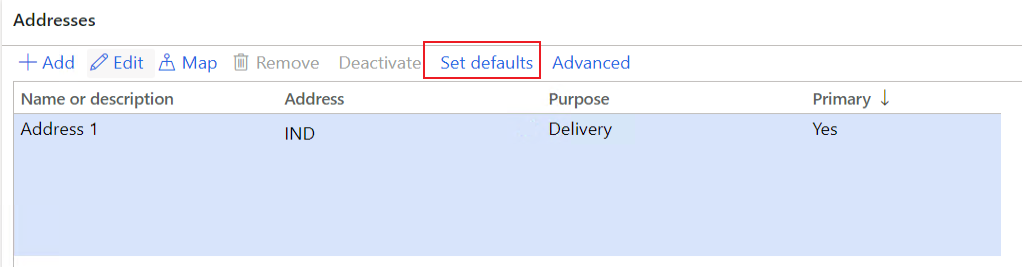 Addresses
Add Edit Map Remove Deactivate Set defaults Advanced
Name or description Address Purpose Primary ↓
Address 1 IND Delivery Yes